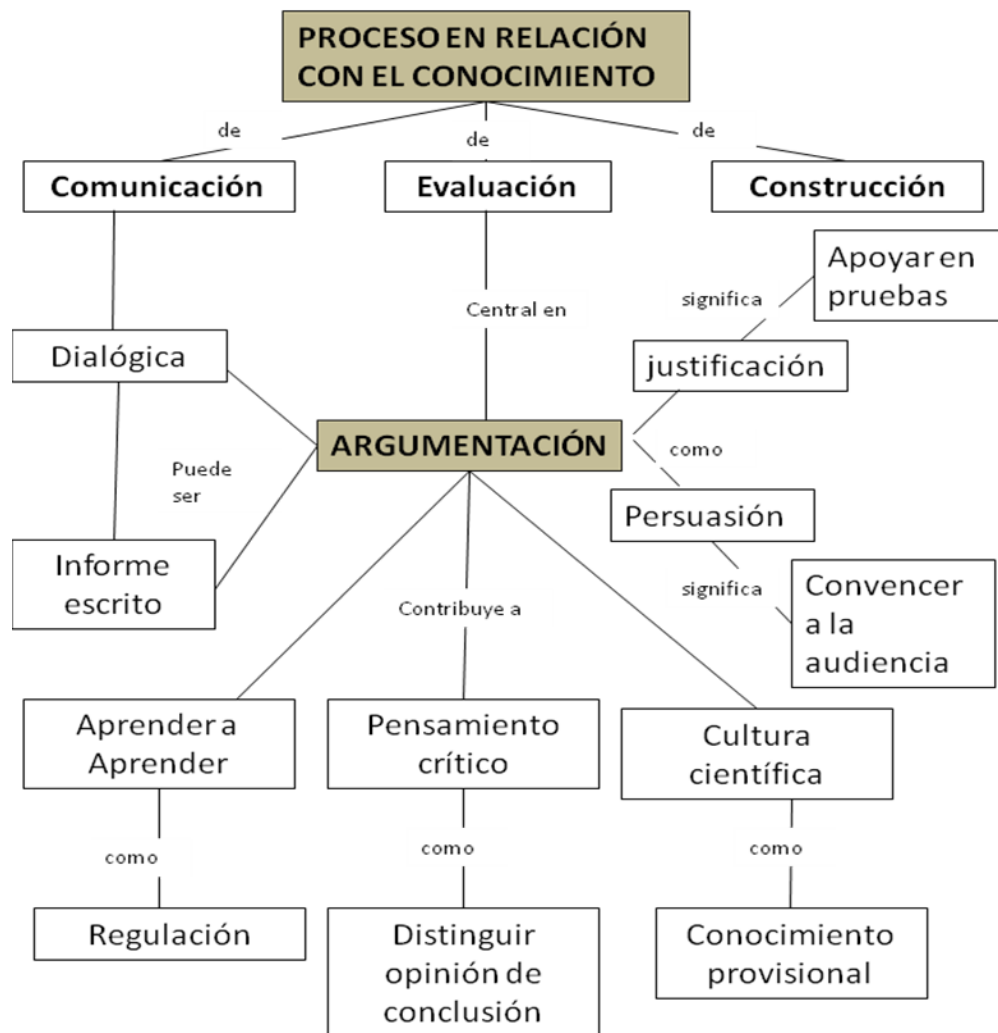 PROCESO EN RELACIÓN
CON EL CONOCIMIENTO
de
de
de
Comunicación
Evaluación
Construcción
Apoyar en
pruebas
significa
Central en
Dialógica
justificación
ARGUMENTACIÓN
como
Puede
ser
Persuasión
Informe
escrito
significa
Convencer
a la
audiencia
Contribuye a
Aprender a
Aprender
Pensamiento
crítico
Cultura
científica
como
como
como
Regulación
Distinguir
opinión de
conclusión
Conocimiento
provisional